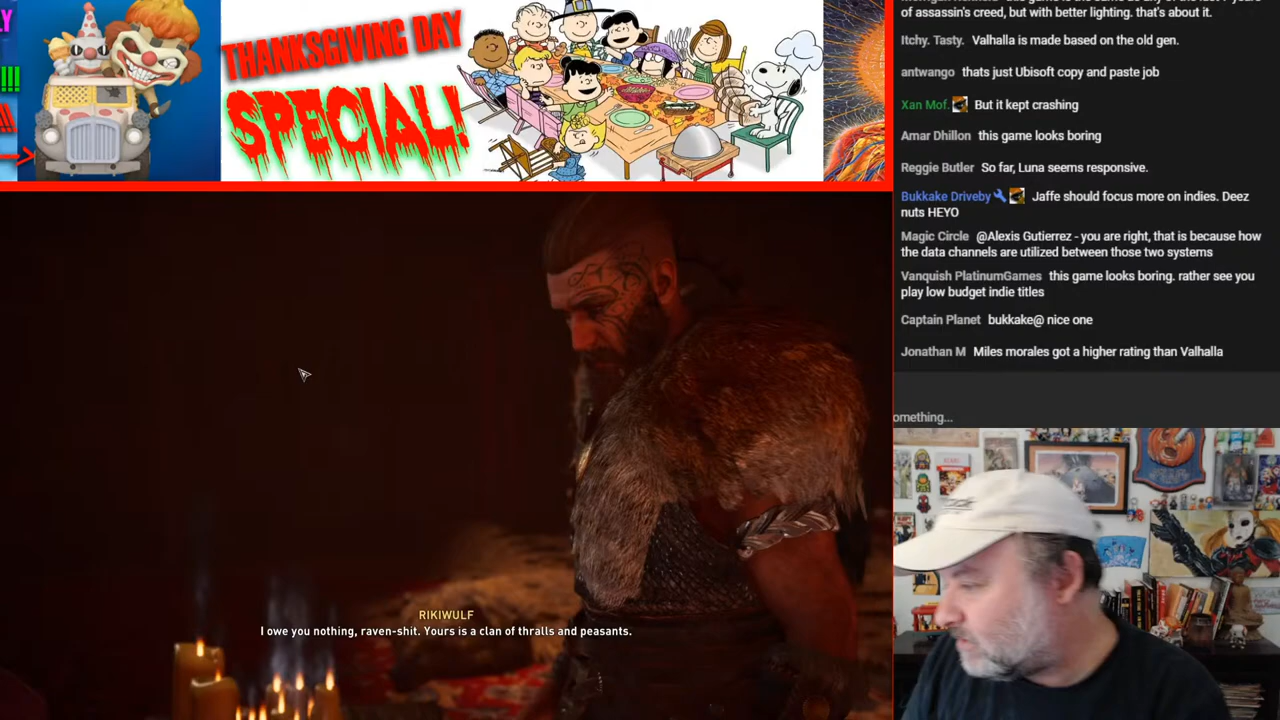 LY
!!!
THANKSGIVING DAY
SPECIAL!
of assassin's creed, but with better lighting. that's about it.
Itchy. Tasty. Valhalla is made based on the old gen.
antwango thats just Ubisoft copy and paste job
Xan Mof. But it kept crashing
Amar Dhillon this game looks boring
Reggie Butler So far, Luna seems responsive.
Bukkake Driveby Jaffe should focus more on indies. Deez
nuts HEYO
Magic Circle @Alexis Gutierrez - you are right, that is because how
the data channels are utilized between those two systems
Vanquish PlatinumGames this game looks boring. rather see you
play low budget indie titles
Captain Planet bukkake@ nice one
Jonathan M Miles morales got a higher rating than Valhalla
omething...
RIKIWULF
I owe you nothing, raven-shit. Yours is a clan of thralls and peasants.